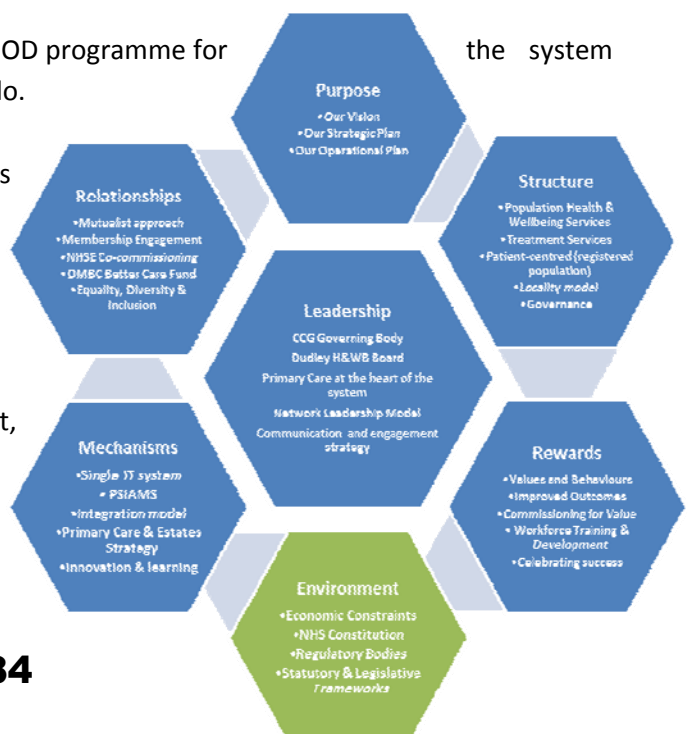 OD programme for the system
lo.
s
t,
34
Purpose
•Our Vision
•Our Strategic Plan
•Our Operational Plan
Structure
•Population Health &
Wellbeing Services
•Treatment Services
•Patient-centred (registered
population)
•Locality model
•Governance
Relationships
•Mutualist approach
•Membership Engagement
•NHSE Co-commissioning
•DMBC Better Care Fund
•Equality, Diversity &
Inclusion
Leadership
CCG Governing Body
Dudley H&WB Board
Primary Care at the heart of the
system
Network Leadership Model
Communication and engagement
strategy
Mechanisms
•Single IT system
• PSIAMS
•Integration model
•Primary Care & Estates
Strategy
•Innovation & learning
Rewards
•Values and Behaviours
•Improved Outcomes
•Commissioning for Value
• Workforce Training &
Development
•Celebrating success
Environment
•Economic Constraints
•NHS Constitution
•Regulatory Bodies
•Statutory & Legislative
Frameworks